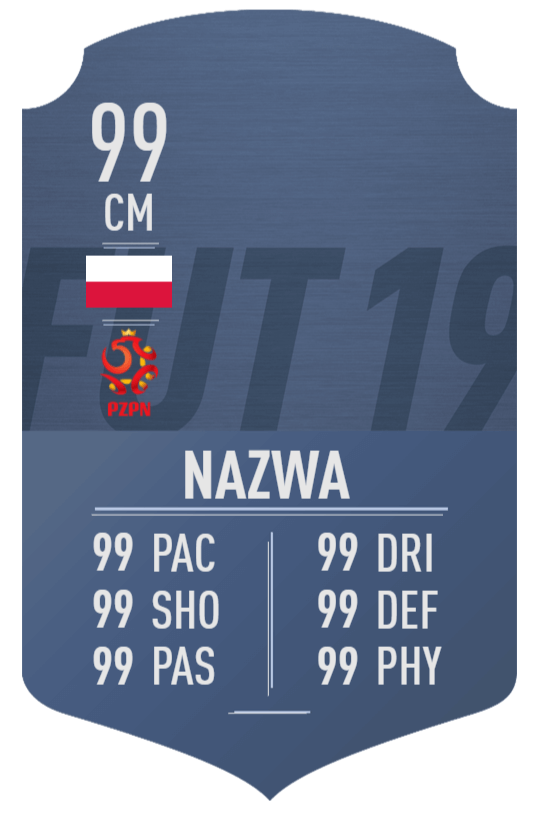 99
CM
FUT 19
PZPN
NAZWA
99 PAC 99 DRI
99 SHO 99 DEF
99 PAS 99 PHY